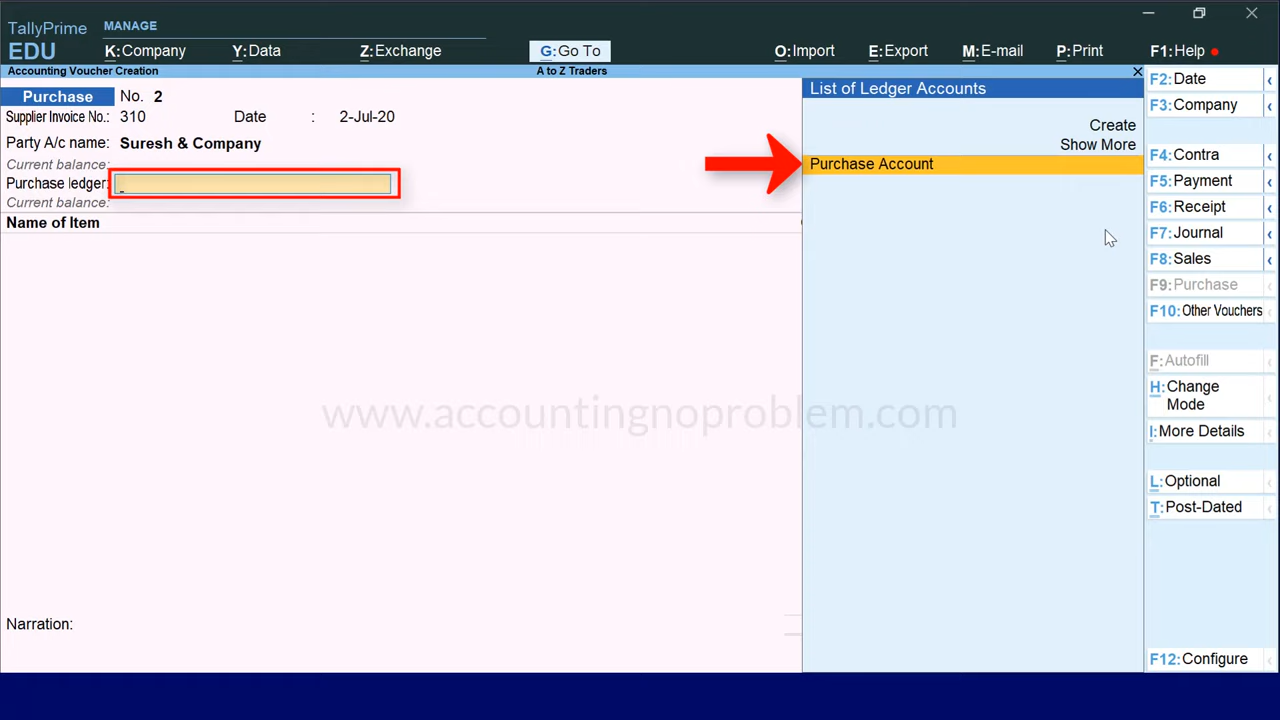 TallyPrime
MANAGE
EDU
K:Company
Y:Data
Z:Exchange
G:Go To
O:Import
E:Export
M:E-mail
P:Print
F1:Help
Accounting Voucher Creation
A to Z Traders
Purchase No. 2
Supplier Invoice No.: 310 Date : 2-Jul-20
Party A/c name: Suresh & Company
Current balance:
Purchase ledger:
Current balance:
Name of Item
www.accountingnoproblem.com
Narration:
List of Ledger Accounts
Create
Show More
Purchase Account
F2:Date
F3:Company
F4:Contra
F5:Payment
F6:Receipt
F7:Journal
F8:Sales
F9:Purchase
F10:Other Vouchers
F:Autofill
H:Change
Mode
I:More Details
L:Optional
T:Post-Dated
F12:Configure